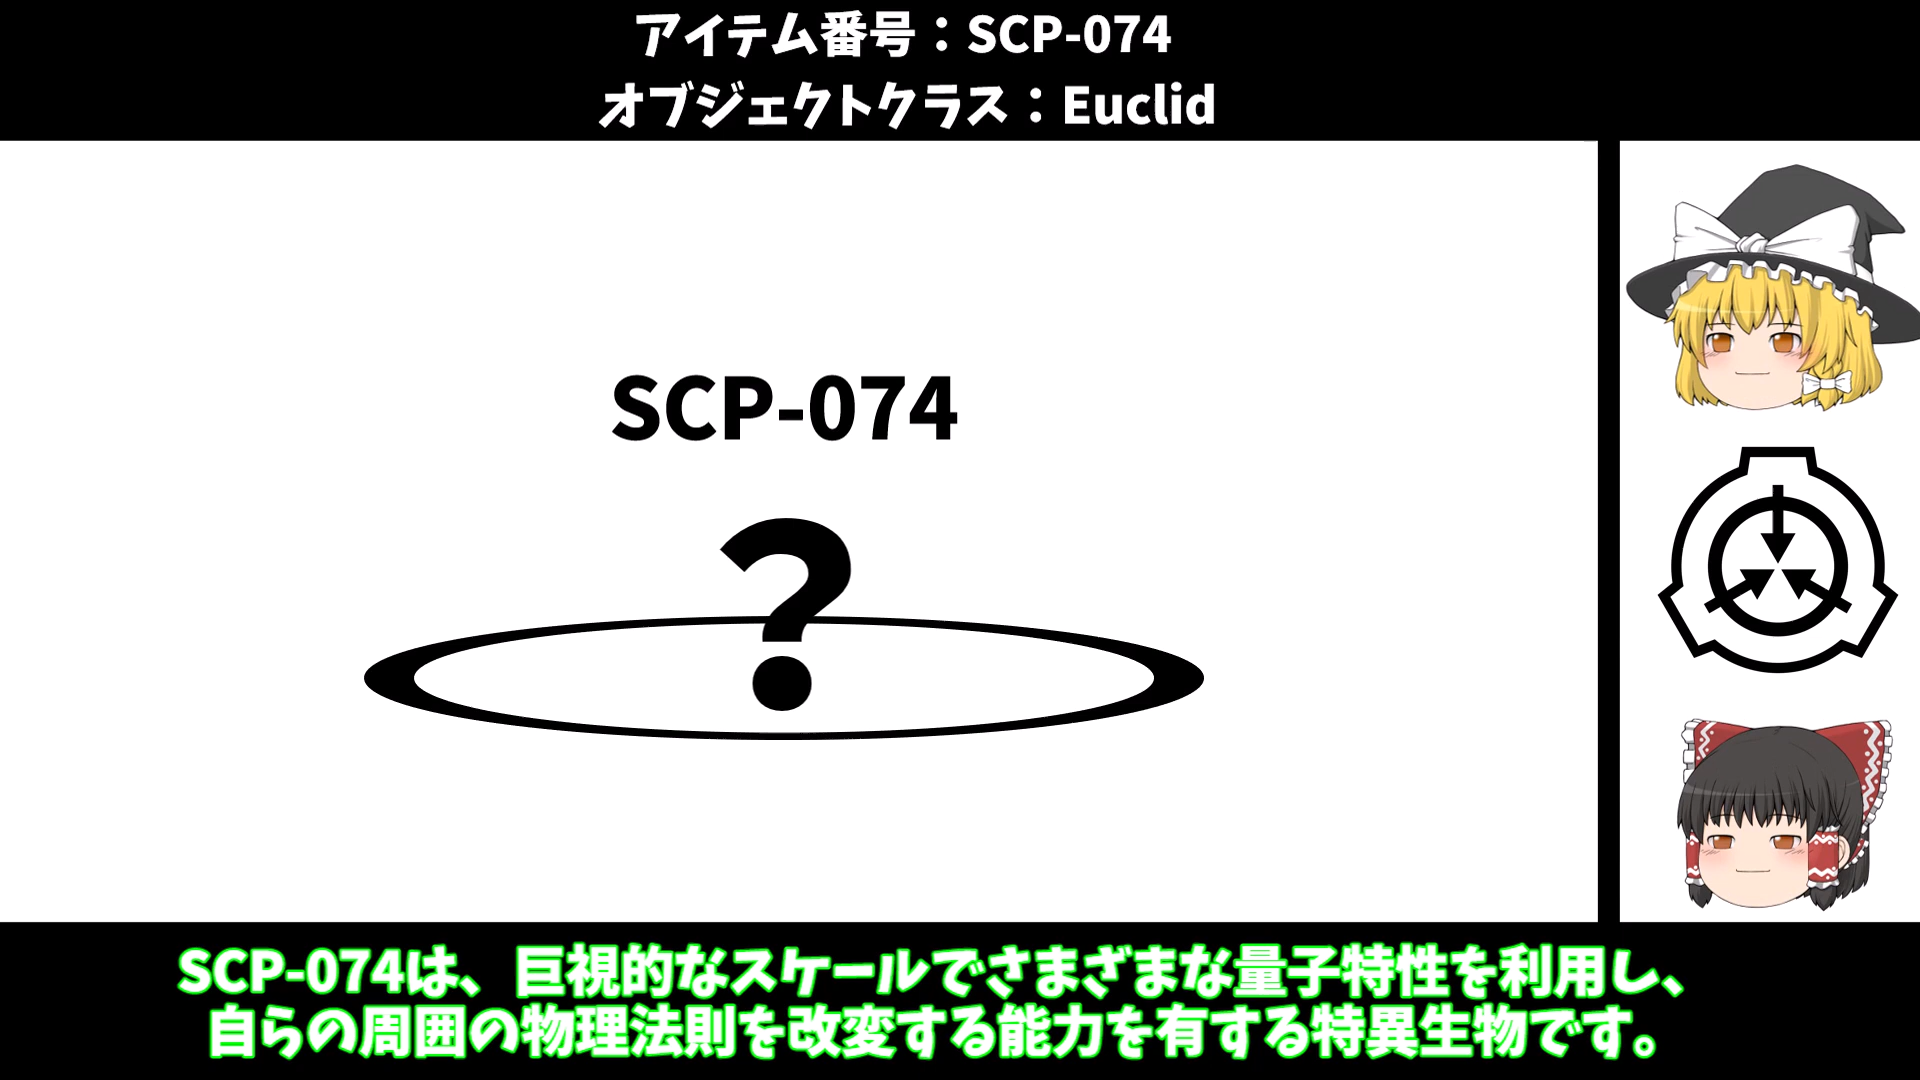 アイテム番号：SCP-074
オブジェクトクラス：Euclid
SCP-074
?
SCP-074は、巨視的なスケールでさまざまな量子特性を利用し、
自らの周囲の物理法則を改変する能力を有する特異生物です。